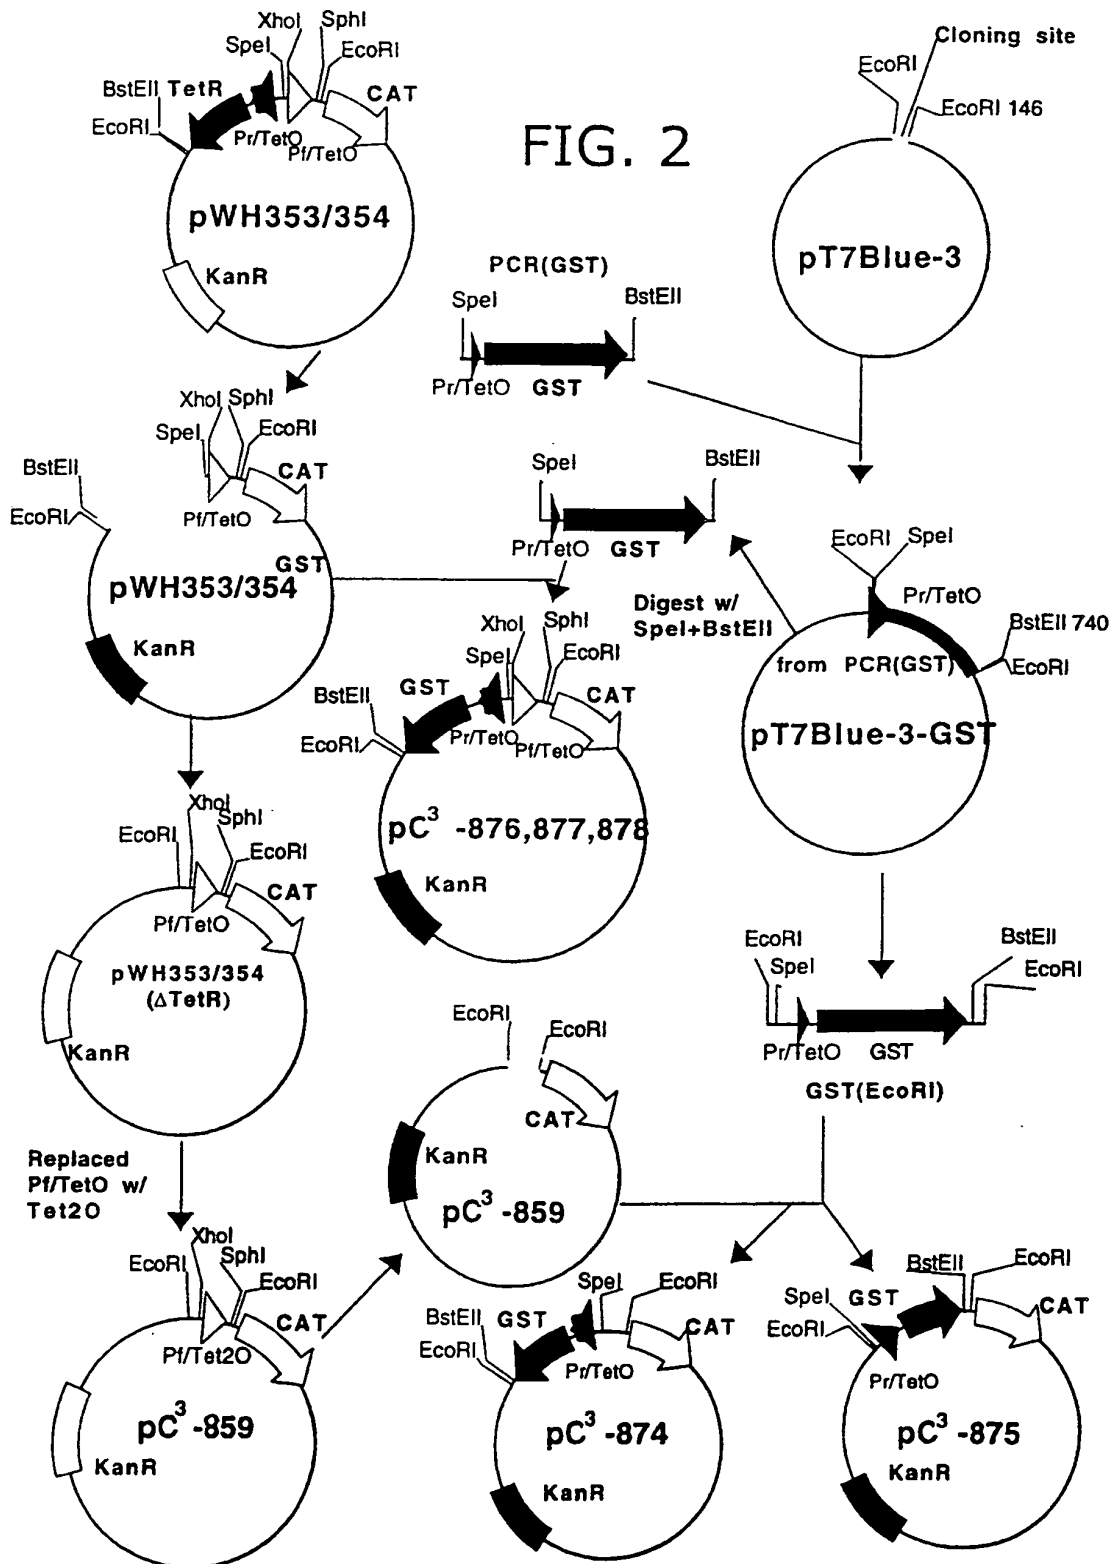 FIG. 2
XhoI
SphI
SpeI
EcoRI
BstEII TetR
CAT
EcoRI
Pr/TetO
Pf/TetO
pWH353/354
KanR
Cloning site
EcoRI
EcoRI 146
pT7Blue-3
PCR(GST)
SpeI
BstEII
Pr/TetO
GST
XhoI
SphI
SpeI
EcoRI
BstEII
CAT
EcoRI
Pf/TetO
GST
pWH353/354
KanR
SpeI
BstEII
Pr/TetO
GST
Digest w/
SpeI+BstEII
EcoRI
SpeI
Pr/TetO
BstEII 740
EcoRI
from PCR(GST)
pT7Blue-3-GST
XhoI
SphI
SpeI
EcoRI
GST
CAT
BstEII
EcoRI
Pr/TetO
Pf/TetO
pC3 -876,877,878
KanR
XhoI
SphI
EcoRI
EcoRI
CAT
Pf/TetO
pWH353/354
(ΔTetR)
KanR
EcoRI
SpeI
BstEII
EcoRI
Pr/TetO
GST
GST(EcoRI)
EcoRI
EcoRI
CAT
KanR
pC3 -859
Replaced
Pf/TetO w/
Tet2O
XhoI
SphI
EcoRI
EcoRI
CAT
Pf/Tet2O
pC3 -859
KanR
SpeI
EcoRI
GST
BstEII
CAT
EcoRI
Pr/TetO
pC3 -874
KanR
BstEII
EcoRI
SpeI
GST
CAT
EcoRI
Pr/TetO
pC3 -875
KanR